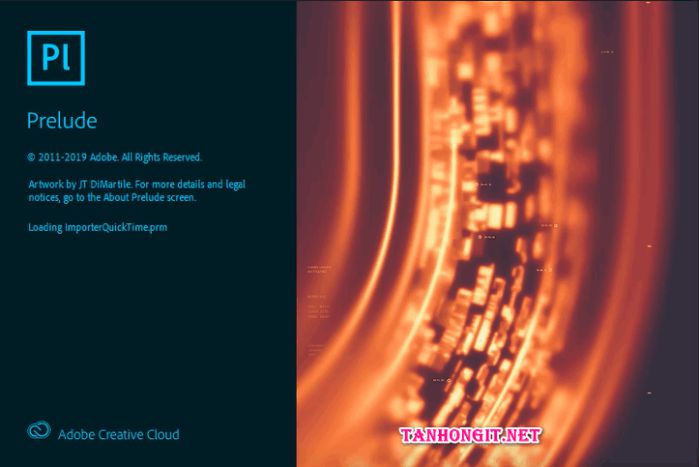 Pl
Prelude
© 2011-2019 Adobe. All Rights Reserved.
Artwork by JT DiMartile. For more details and legal
notices, go to the About Prelude screen.
Loading ImporterQuickTime.prm
Adobe Creative Cloud
TANHONGIT.NET